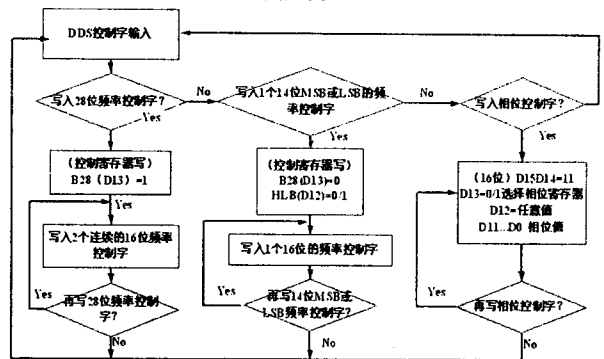 DDS控制字输入
写入28位频率控制字？
No
写入1个14位MSB或LSB的频
率控制字
No
写入相位控制字？
Yes
Yes
Yes
（控制寄存器写）
B28（D13）=1
（控制寄存器写）
B28(D13)=0
HLB(D12)=0/1
（16位）D15D14=11
D13=0/1选择相位寄存器
D12=任意值
D11...D0 相位值
Yes
写入2个连续的16位频率
控制字
写入1个16位的频率控制字
Yes
再写28位频率控制
字？
Yes
再写14位MSB或
LSB频率控制字？
Yes
再写相位控制字？
No
No
No